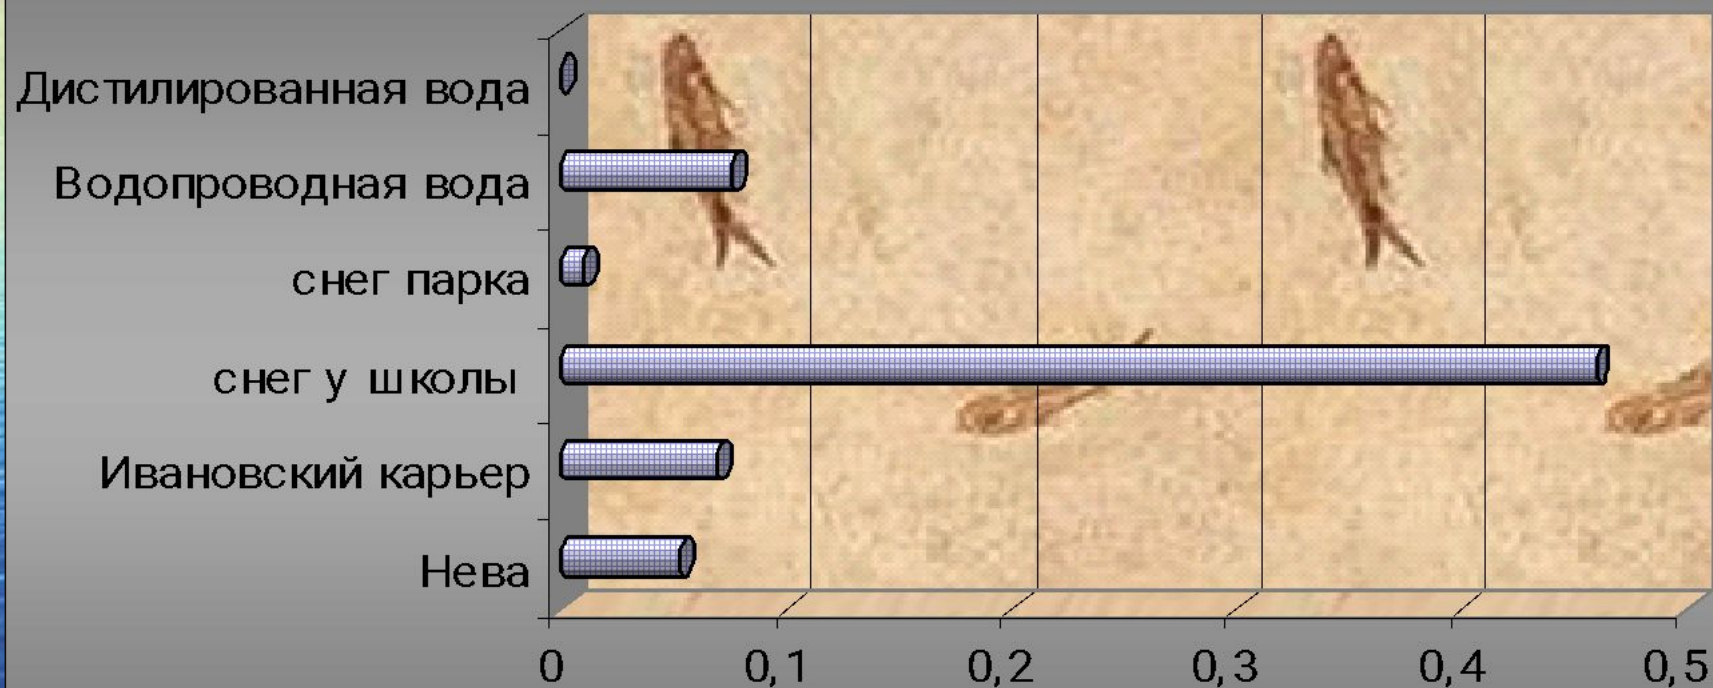 Дистилированная вода
Водопроводная вода
снег парка
снег у школы
Ивановский карьер
Нева
0 0,1 0,2 0,3 0,4 0,5